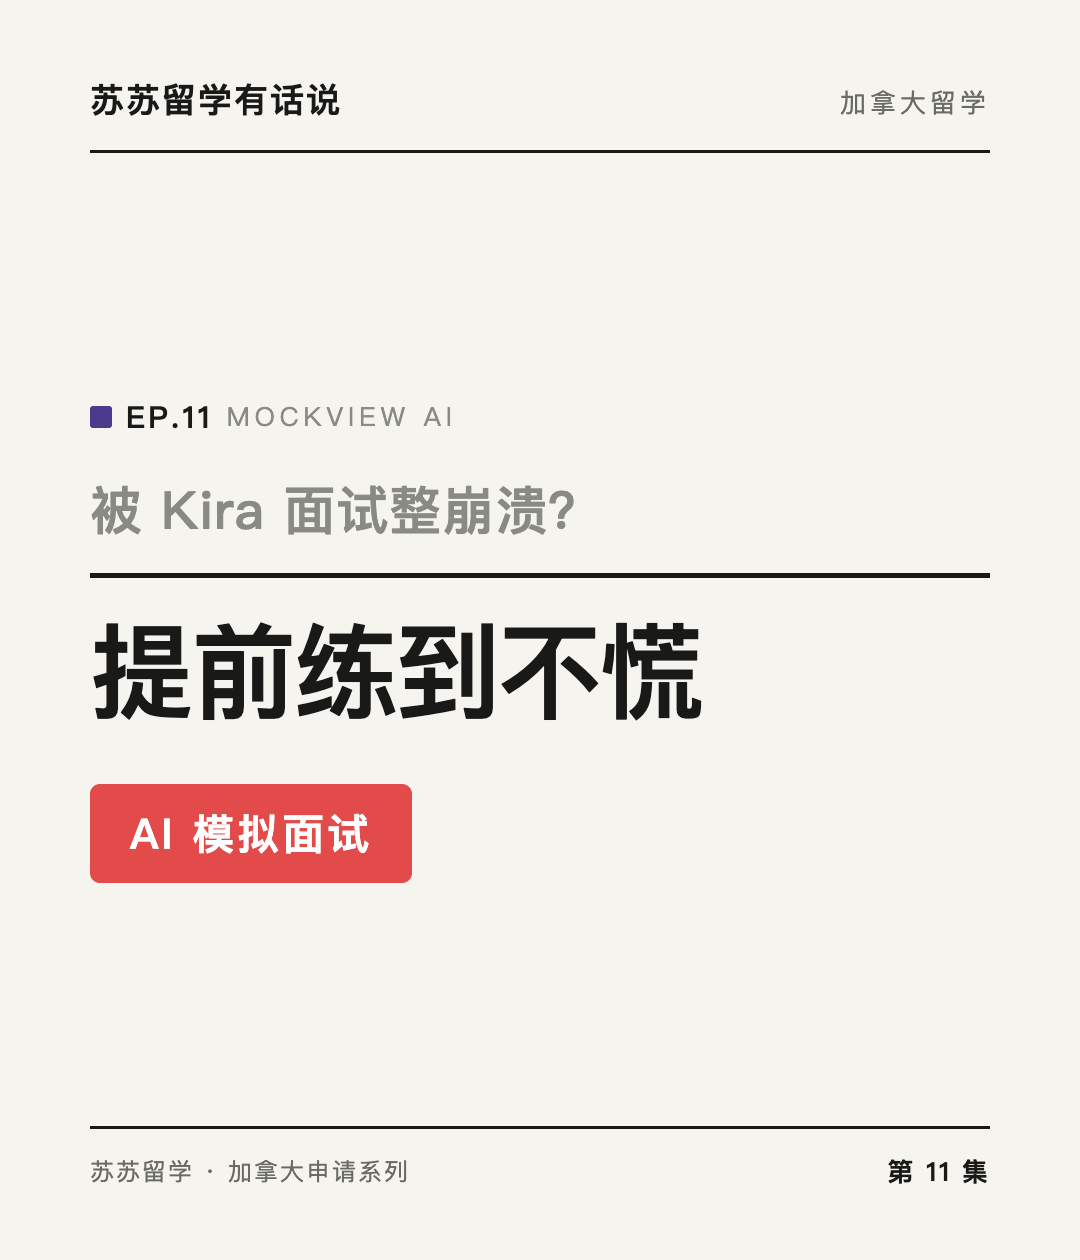 苏苏留学有话说
加拿大留学
EP.11 MOCKVIEW AI
被 Kira 面试整崩溃?
提前练到不慌
AI 模拟面试
苏苏留学 · 加拿大申请系列
第 11 集